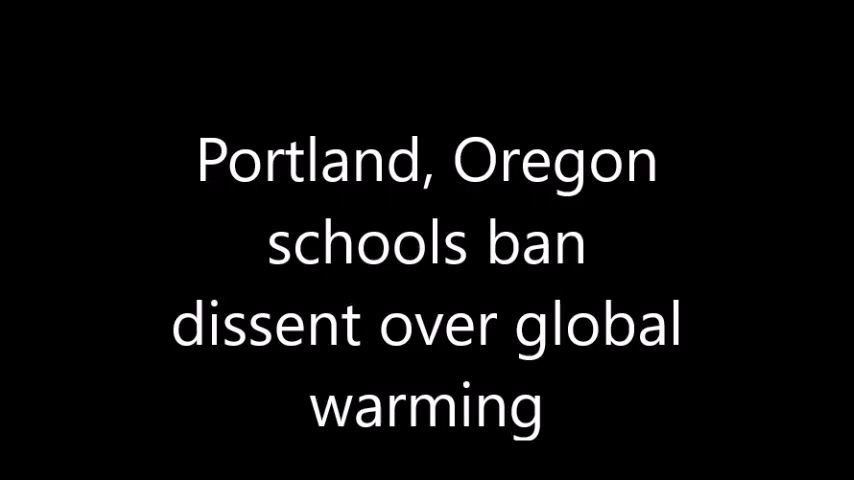 Portland, Oregon
schools ban
dissent over global
warming